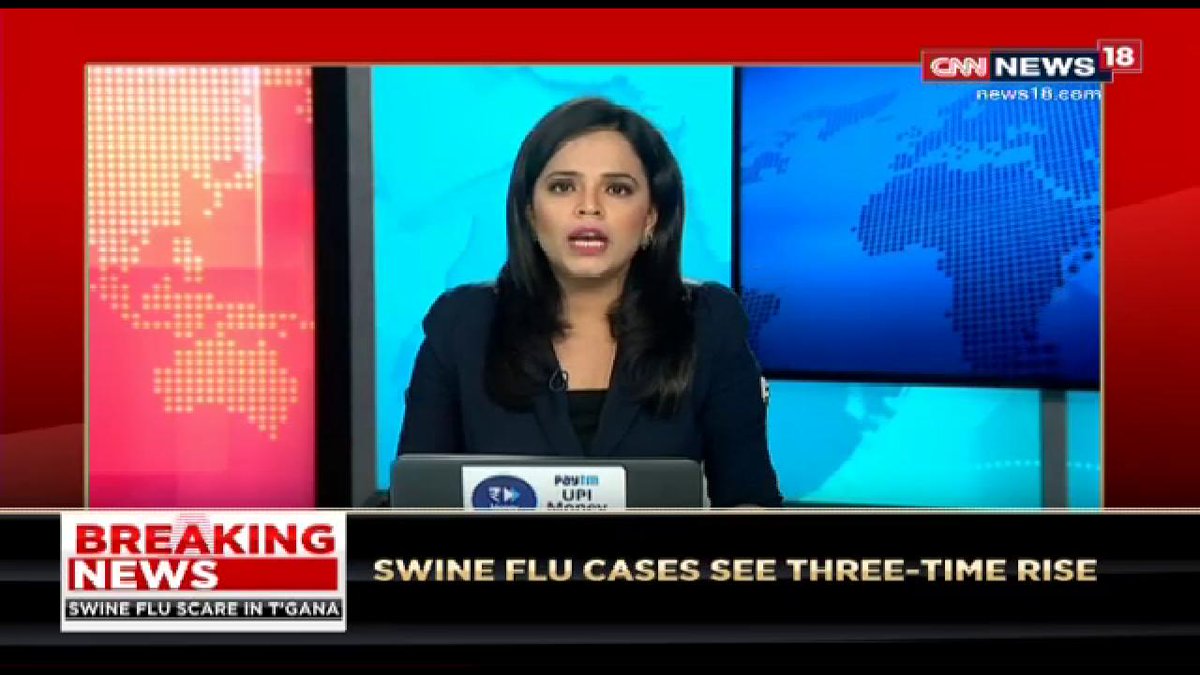 CNN NEWS 18
news18.com
Paytm
UPI
Money
BREAKING
NEWS
SWINE FLU SCARE IN T'GANA
SWINE FLU CASES SEE THREE-TIME RISE